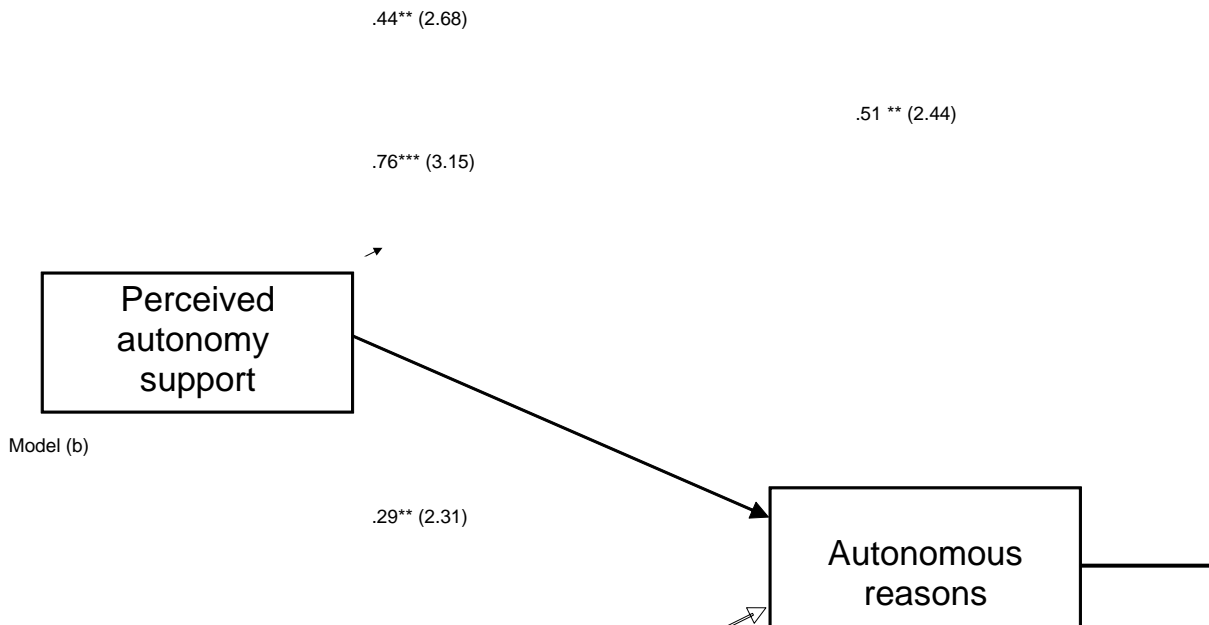 .44** (2.68)
.51 ** (2.44)
.76*** (3.15)
Perceived
autonomy
support
Model (b)
.29** (2.31)
Autonomous
reasons